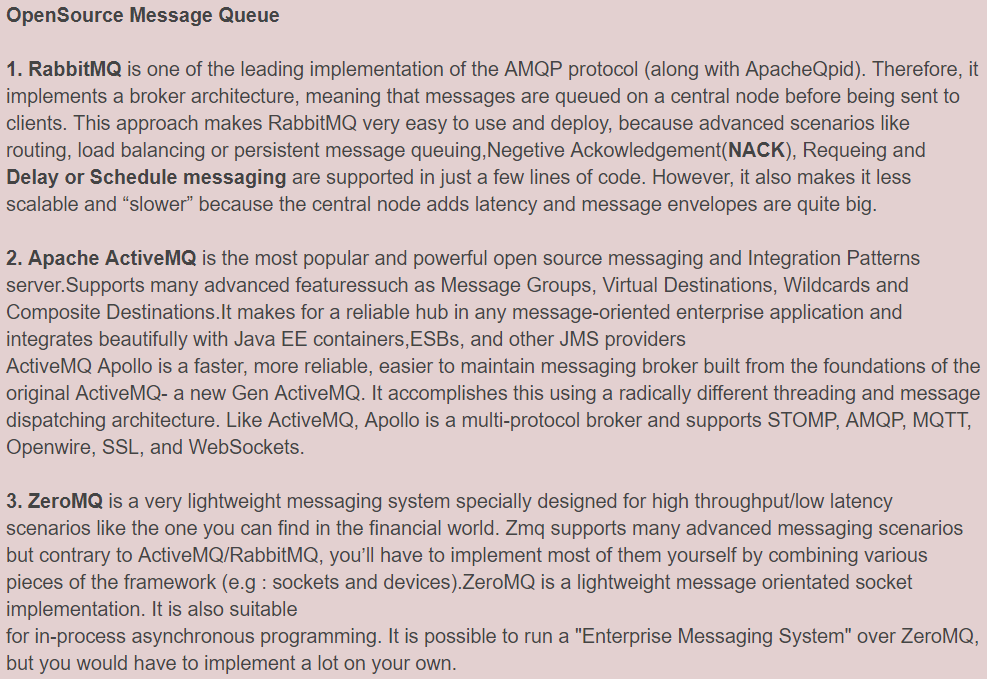 OpenSource Message Queue
1. RabbitMQ is one of the leading implementation of the AMQP protocol (along with ApacheQpid). Therefore, it
implements a broker architecture, meaning that messages are queued on a central node before being sent to
clients. This approach makes RabbitMQ very easy to use and deploy, because advanced scenarios like
routing, load balancing or persistent message queuing,Negetive Ackowledgement(NACK), Requeing and
Delay or Schedule messaging are supported in just a few lines of code. However, it also makes it less
scalable and “slower” because the central node adds latency and message envelopes are quite big.
2. Apache ActiveMQ is the most popular and powerful open source messaging and Integration Patterns
server.Supports many advanced featuressuch as Message Groups, Virtual Destinations, Wildcards and
Composite Destinations.It makes for a reliable hub in any message-oriented enterprise application and
integrates beautifully with Java EE containers,ESBs, and other JMS providers
ActiveMQ Apollo is a faster, more reliable, easier to maintain messaging broker built from the foundations of the
original ActiveMQ- a new Gen ActiveMQ. It accomplishes this using a radically different threading and message
dispatching architecture. Like ActiveMQ, Apollo is a multi-protocol broker and supports STOMP, AMQP, MQTT,
Openwire, SSL, and WebSockets.
3. ZeroMQ is a very lightweight messaging system specially designed for high throughput/low latency
scenarios like the one you can find in the financial world. Zmq supports many advanced messaging scenarios
but contrary to ActiveMQ/RabbitMQ, you’ll have to implement most of them yourself by combining various
pieces of the framework (e.g : sockets and devices).ZeroMQ is a lightweight message orientated socket
implementation. It is also suitable
for in-process asynchronous programming. It is possible to run a "Enterprise Messaging System" over ZeroMQ,
but you would have to implement a lot on your own.